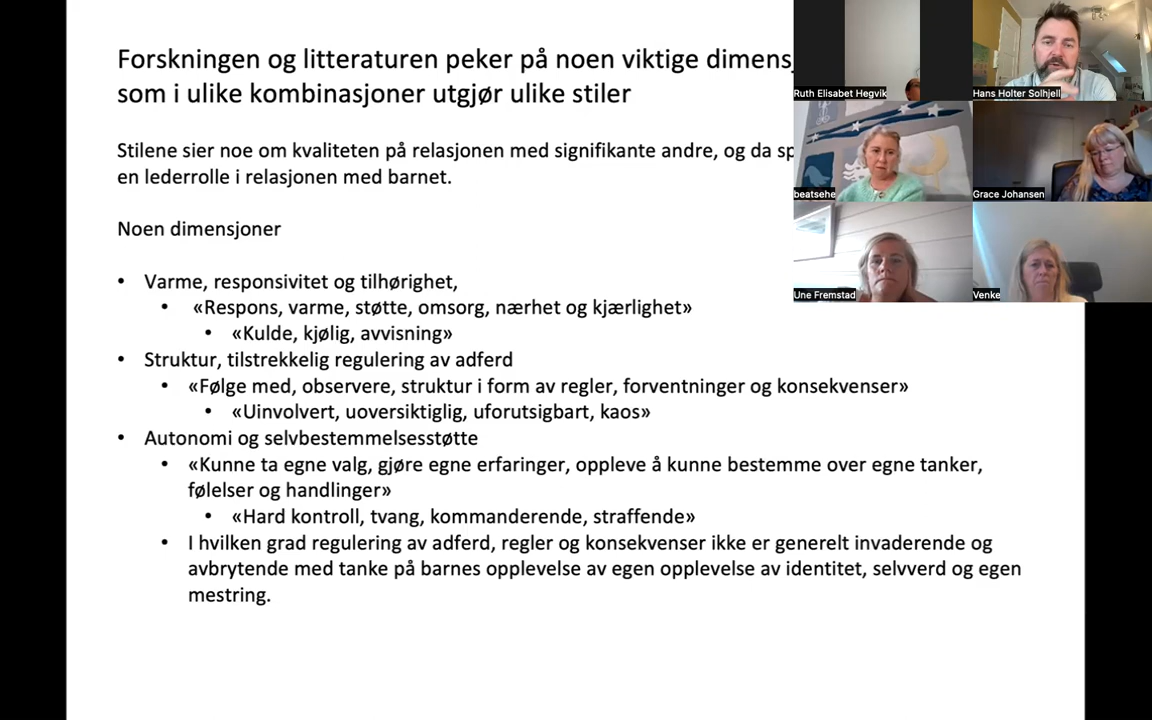 Forskningen og litteraturen peker på noen viktige
som i ulike kombinasjoner utgjør ulike stiler
Stilene sier noe om kvaliteten på relasjonen med signifikante andre, og da
en lederrolle i relasjonen med barnet.
Noen dimensjoner
• Varme, responsivitet og tilhørighet,
• «Respons, varme, støtte, omsorg, nærhet og kjærlighet»
• «Kulde, kjølig, avvisning»
• Struktur, tilstrekkelig regulering av adferd
• «Følge med, observere, struktur i form av regler, forventninger og konsekvenser»
• «Uinvolvert, uoversiktiglig, uforutsigbart, kaos»
• Autonomi og selvbestemmelsesstøtte
• «Kunne ta egne valg, gjøre egne erfaringer, oppleve å kunne bestemme over egne tanker,
følelser og handlinger»
• «Hard kontroll, tvang, kommanderende, straffende»
• I hvilken grad regulering av adferd, regler og konsekvenser ikke er generelt invaderende og
avbrytende med tanke på barnes opplevelse av egen opplevelse av identitet, selvverd og egen
mestring.
Ruth Elisabet Hegvik
Hans Holter Solhjell
beatsehe
Grace Johansen
Une Fremstad
Venke